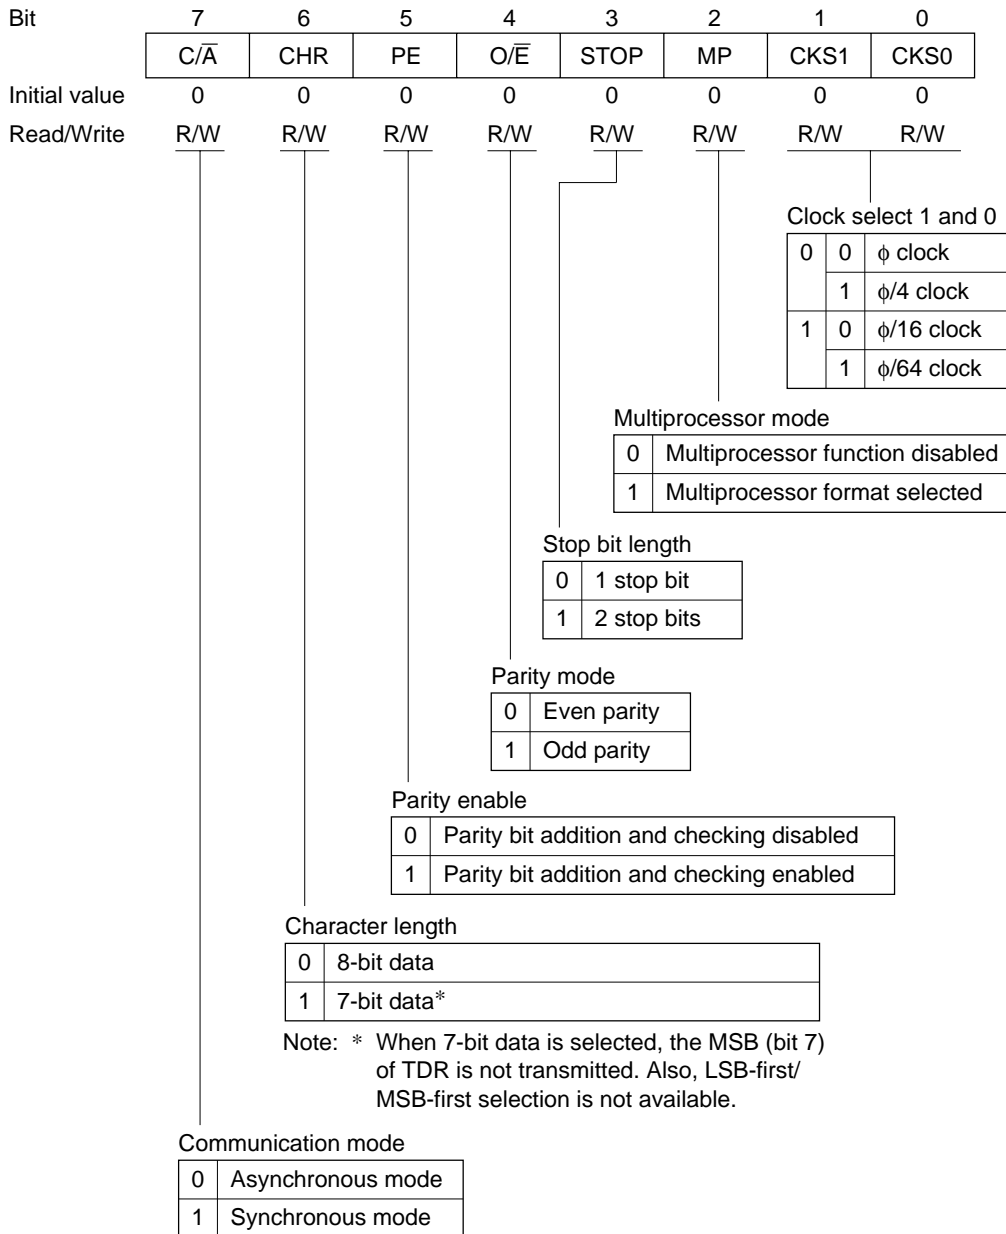 Bit 7 6 5 4 3 2 1 0
C/A̅ CHR PE O/E̅ STOP MP CKS1 CKS0
Initial value 0 0 0 0 0 0 0 0
Read/Write R/W R/W R/W R/W R/W R/W R/W R/W
Clock select 1 and 0
0 0 ϕ clock
1 ϕ/4 clock
1 0 ϕ/16 clock
1 ϕ/64 clock
Multiprocessor mode
0 Multiprocessor function disabled
1 Multiprocessor format selected
Stop bit length
0 1 stop bit
1 2 stop bits
Parity mode
0 Even parity
1 Odd parity
Parity enable
0 Parity bit addition and checking disabled
1 Parity bit addition and checking enabled
Character length
0 8-bit data
1 7-bit data*
Note: * When 7-bit data is selected, the MSB (bit 7)
of TDR is not transmitted. Also, LSB-first/
MSB-first selection is not available.
Communication mode
0 Asynchronous mode
1 Synchronous mode